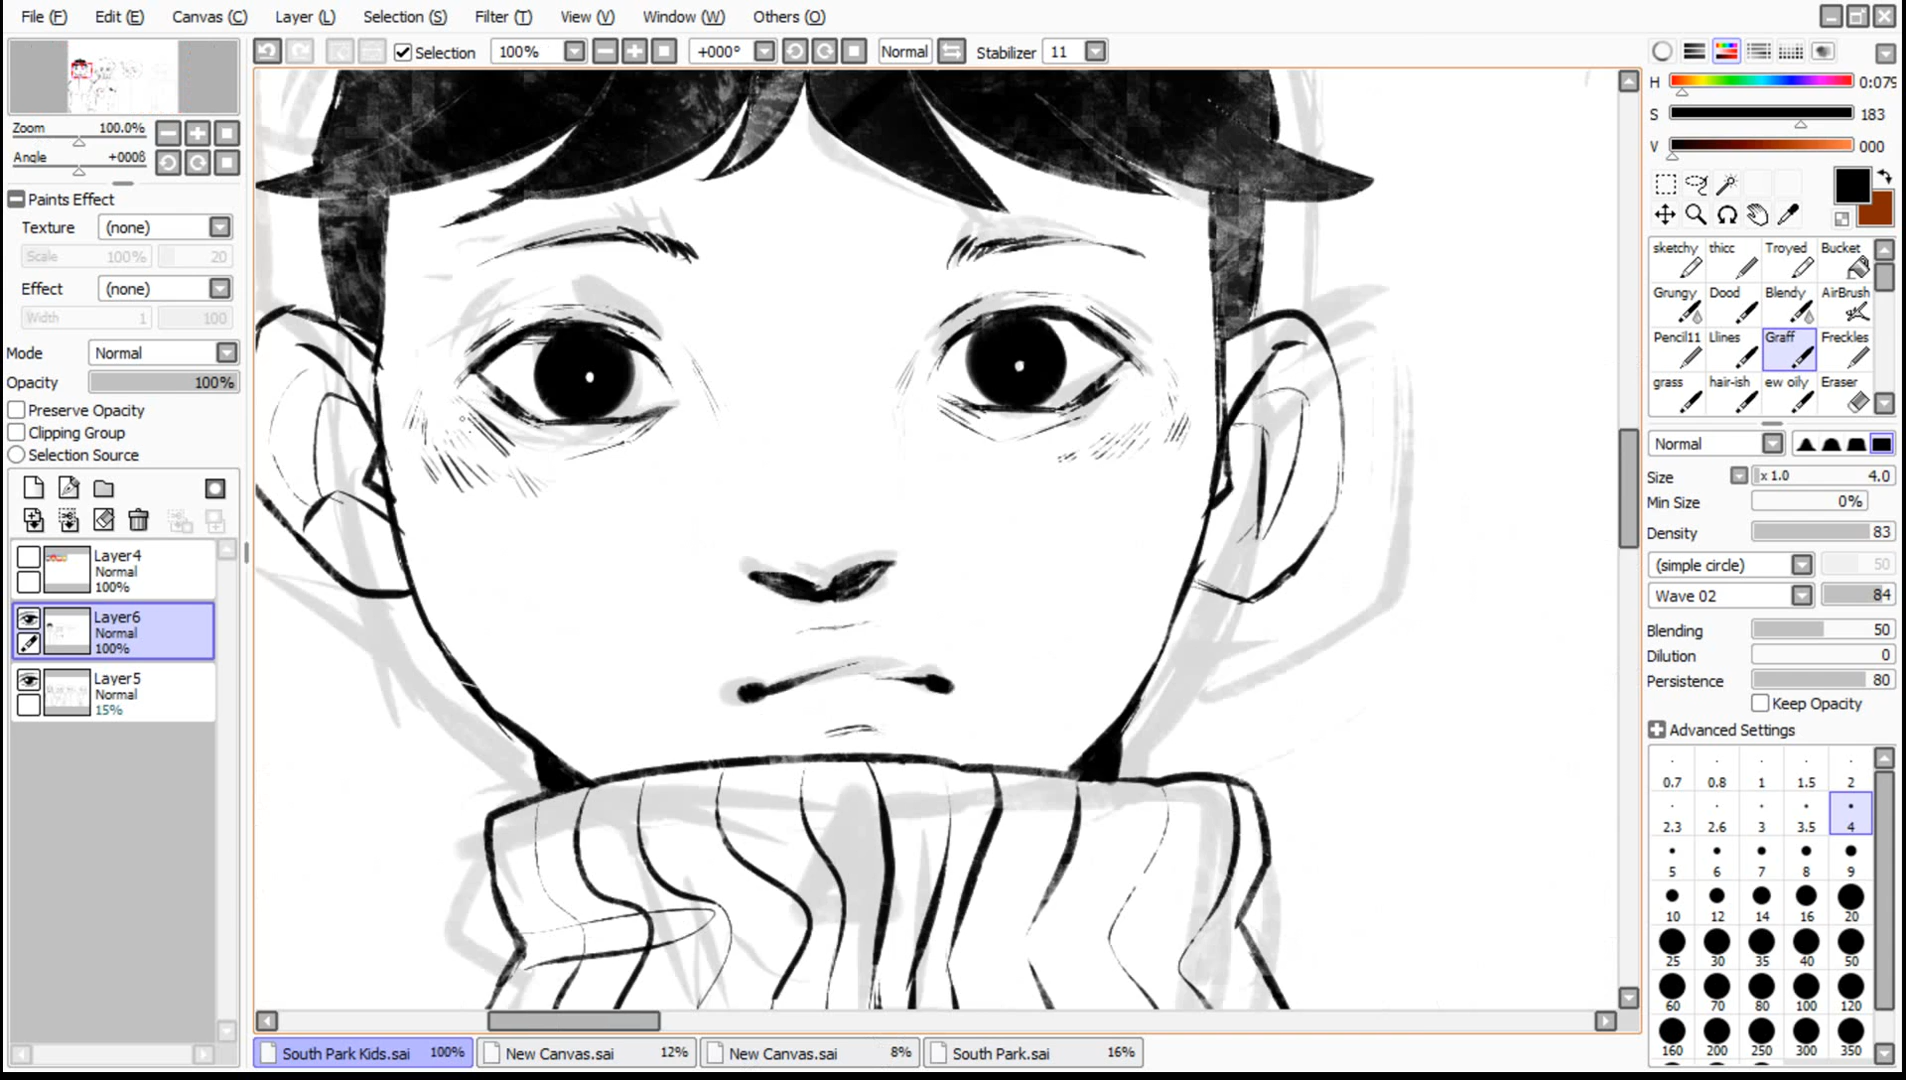 File (F) Edit (E) Canvas (C) Layer (L) Selection (S) Filter (T) View (V) Window (W) Others (O)
Selection 100% +000° Normal Stabilizer 11
Zoom 100.0%
Angle +000θ
Paints Effect
Texture (none)
Scale 100% 20
Effect (none)
Width 1 100
Mode Normal
Opacity 100%
Preserve Opacity
Clipping Group
Selection Source
Layer4
Normal
100%
Layer6
Normal
100%
Layer5
Normal
15%
South Park Kids.sai 100% New Canvas.sai 12% New Canvas.sai 8% South Park.sai 16%
H 0:079
S 183
V 000
sketchy thicc Troyed Bucket
Grungy Dood Blendy AirBrush
Pencil11 Llines Graff Freckles
grass hair-ish ew oily Eraser
Normal
Size x 1.0 4.0
Min Size 0%
Density 83
(simple circle) 50
Wave 02 84
Blending 50
Dilution 0
Persistence 80
Keep Opacity
Advanced Settings
0.7 0.8 1 1.5 2
2.3 2.6 3 3.5 4
5 6 7 8 9
10 12 14 16 20
25 30 35 40 50
60 70 80 100 120
160 200 250 300 350